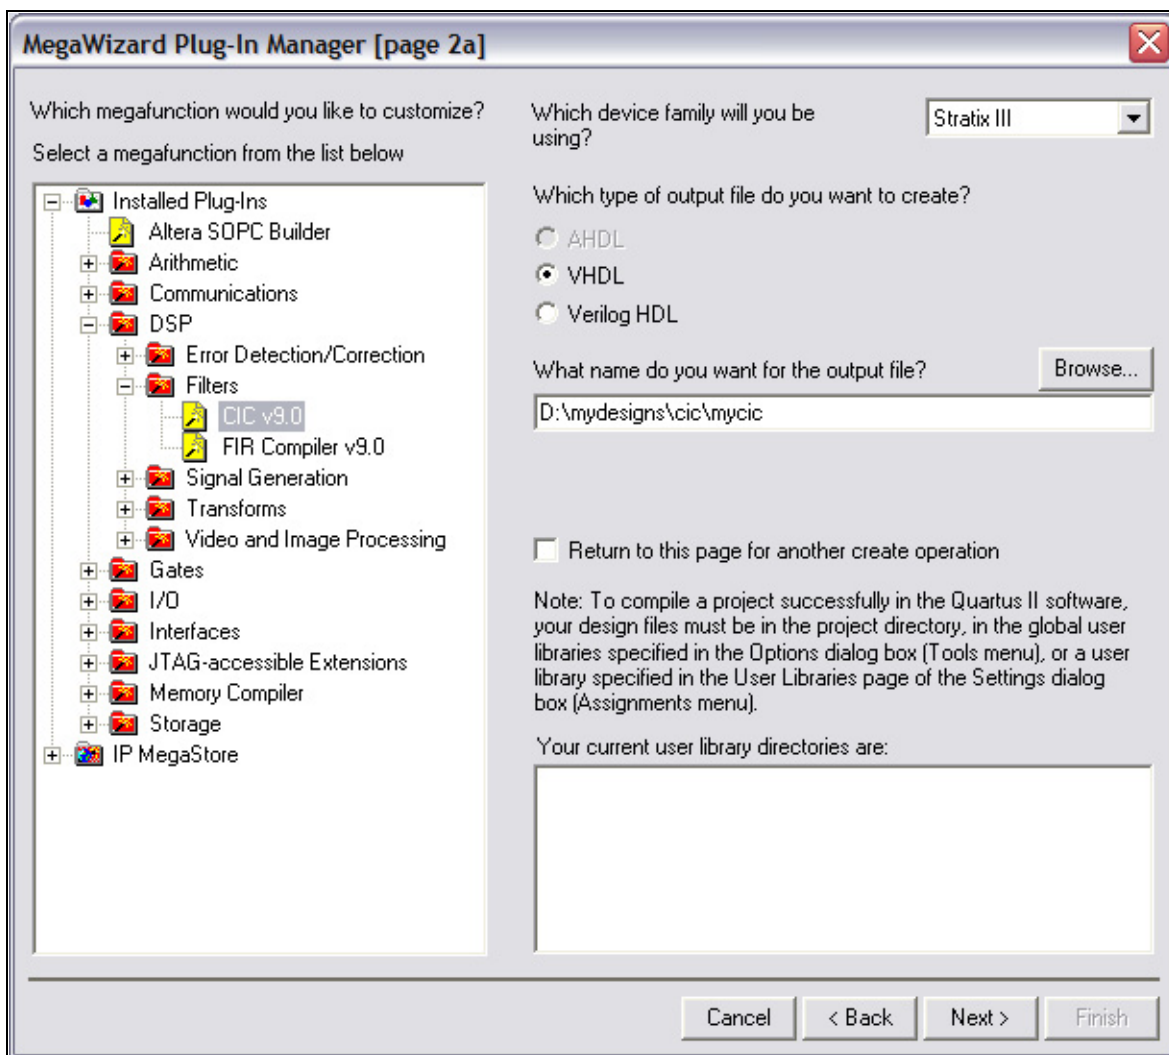 MegaWizard Plug-In Manager [page 2a]
Which megafunction would you like to customize?
Select a megafunction from the list below
Installed Plug-Ins
Altera SOPC Builder
Arithmetic
Communications
DSP
Error Detection/Correction
Filters
CIC v9.0
FIR Compiler v9.0
Signal Generation
Transforms
Video and Image Processing
Gates
I/O
Interfaces
JTAG-accessible Extensions
Memory Compiler
Storage
IP MegaStore
Which device family will you be
using?
Stratix III
Which type of output file do you want to create?
AHDL
VHDL
Verilog HDL
What name do you want for the output file?
Browse...
D:\mydesigns\cic\mycic
Return to this page for another create operation
Note: To compile a project successfully in the Quartus II software,
your design files must be in the project directory, in the global user
libraries specified in the Options dialog box (Tools menu), or a user
library specified in the User Libraries page of the Settings dialog
box (Assignments menu).
Your current user library directories are:
Cancel
< Back
Next >
Finish